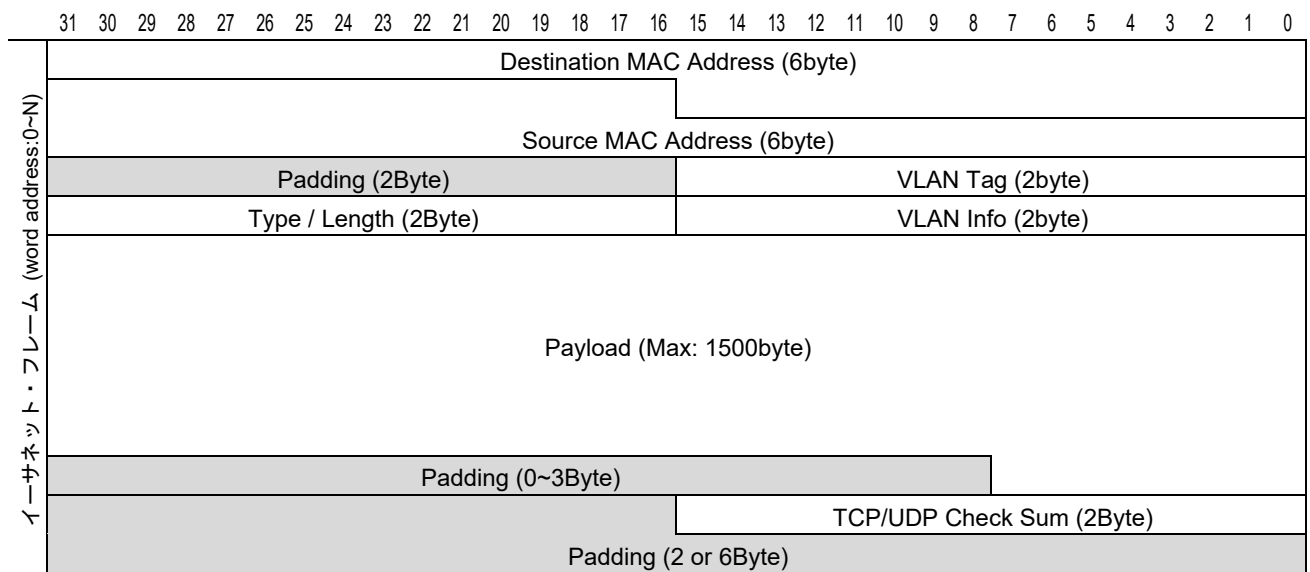 31 30 29 28 27 26 25 24 23 22 21 20 19 18 17 16 15 14 13 12 11 10 9 8 7 6 5 4 3 2 1 0
イーサネット・フレーム (word address:0~N)
Destination MAC Address (6byte)
Source MAC Address (6byte)
Padding (2Byte) VLAN Tag (2byte)
Type / Length (2Byte) VLAN Info (2byte)
Payload (Max: 1500byte)
Padding (0~3Byte)
TCP/UDP Check Sum (2Byte)
Padding (2 or 6Byte)